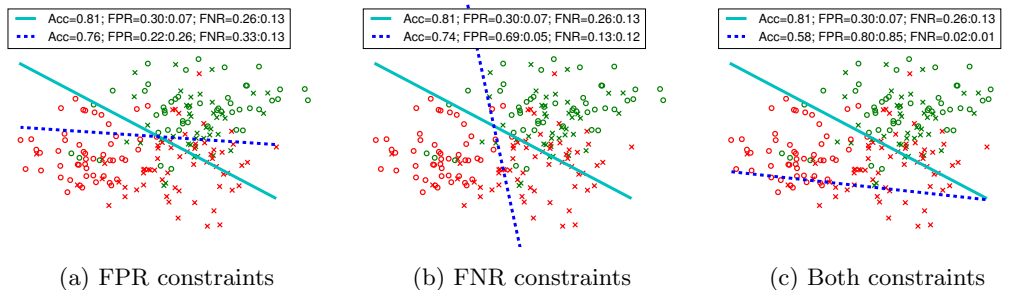 Acc=0.81; FPR=0.30:0.07; FNR=0.26:0.13
Acc=0.76; FPR=0.22:0.26; FNR=0.33:0.13
(a) FPR constraints
Acc=0.81; FPR=0.30:0.07; FNR=0.26:0.13
Acc=0.74; FPR=0.69:0.05; FNR=0.13:0.12
(b) FNR constraints
Acc=0.81; FPR=0.30:0.07; FNR=0.26:0.13
Acc=0.58; FPR=0.80:0.85; FNR=0.02:0.01
(c) Both constraints